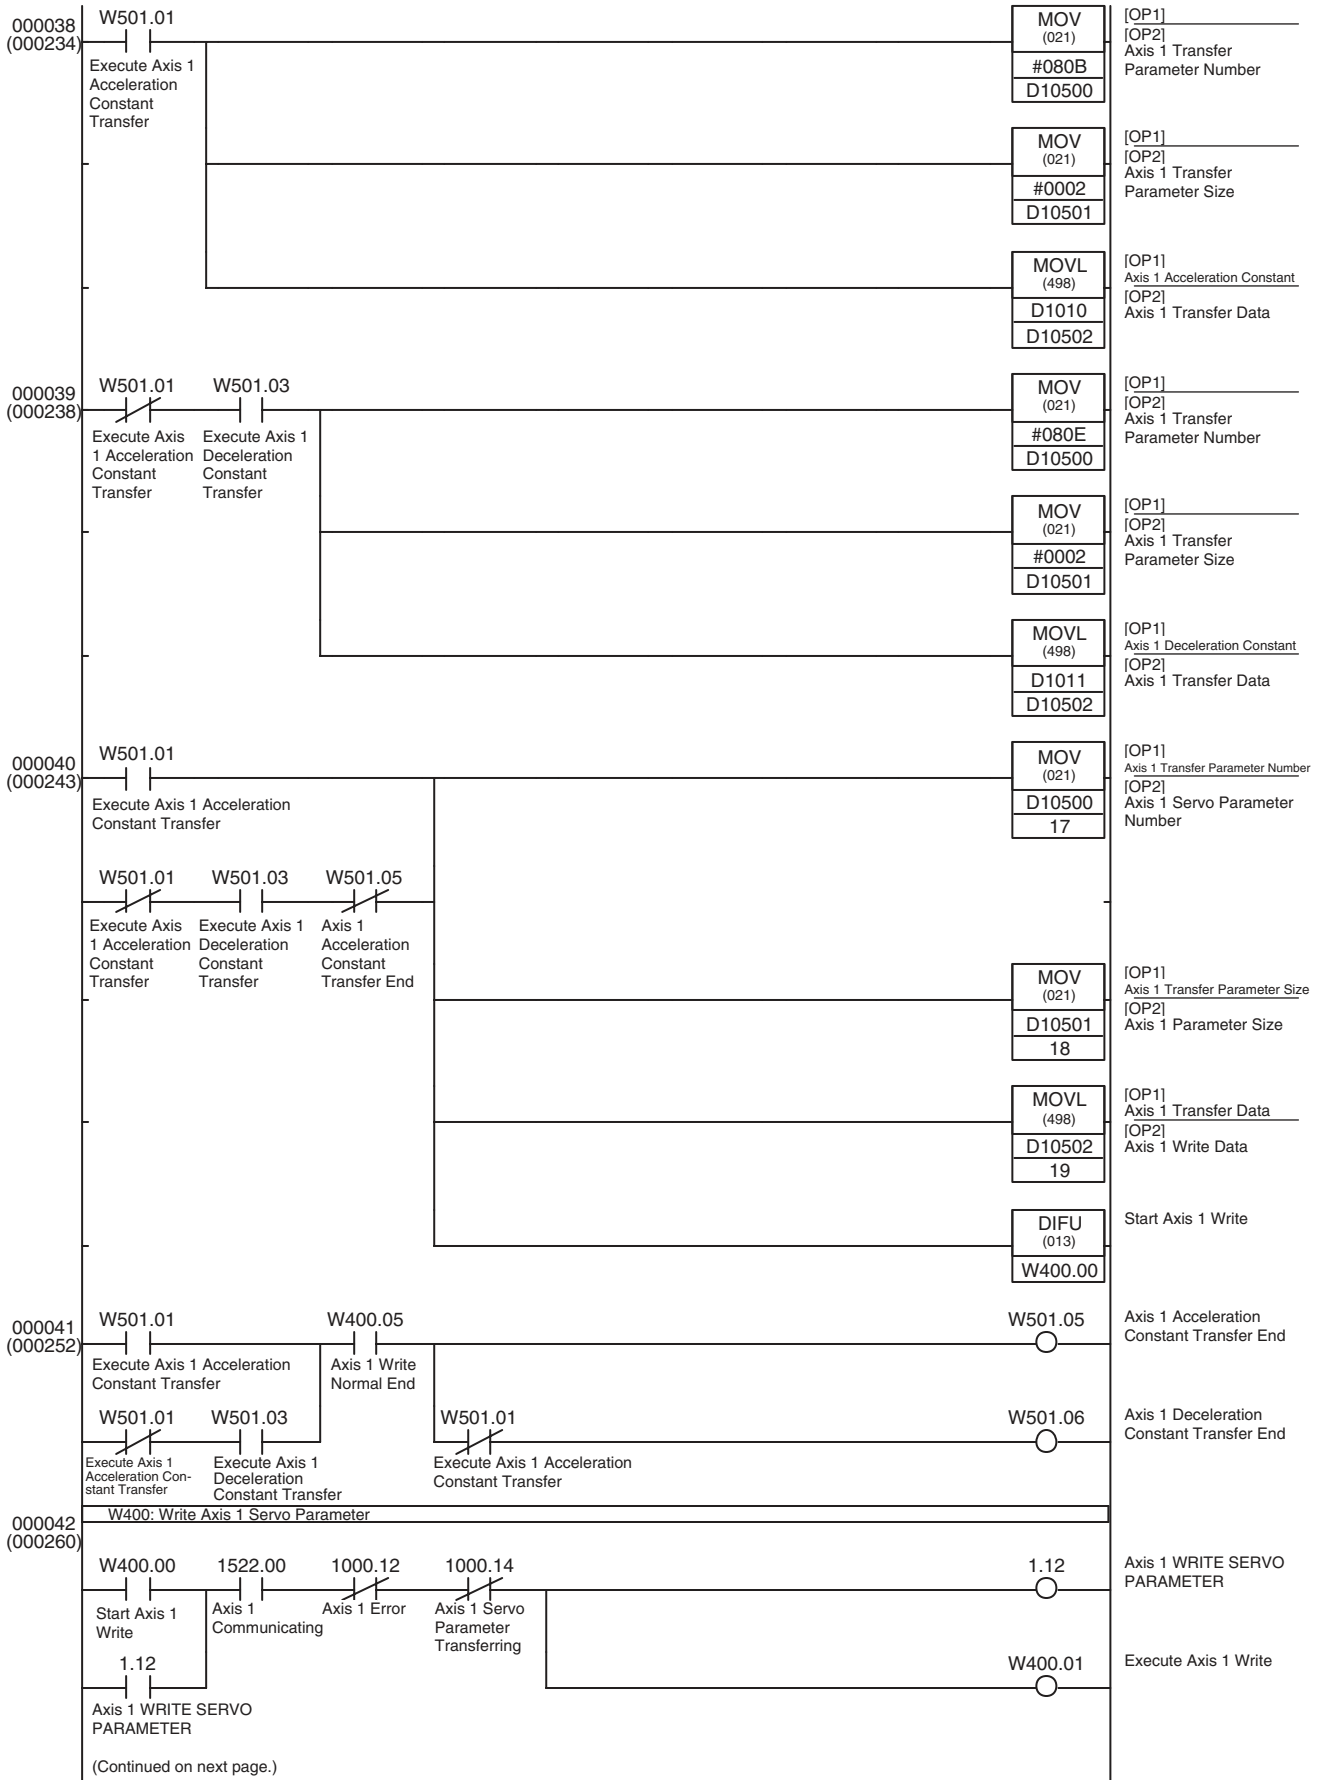 000038
(000234)
W501.01
Execute Axis 1
Acceleration
Constant
Transfer
MOV
(021)
#080B
D10500
[OP1]
[OP2]
Axis 1 Transfer
Parameter Number
MOV
(021)
#0002
D10501
[OP1]
[OP2]
Axis 1 Transfer
Parameter Size
MOVL
(498)
D1010
D10502
[OP1]
Axis 1 Acceleration Constant
[OP2]
Axis 1 Transfer Data
000039
(000238)
W501.01
Execute Axis
1 Acceleration
Constant
Transfer
W501.03
Execute Axis 1
Deceleration
Constant
Transfer
MOV
(021)
#080E
D10500
[OP1]
[OP2]
Axis 1 Transfer
Parameter Number
MOV
(021)
#0002
D10501
[OP1]
[OP2]
Axis 1 Transfer
Parameter Size
MOVL
(498)
D1011
D10502
[OP1]
Axis 1 Deceleration Constant
[OP2]
Axis 1 Transfer Data
000040
(000243)
W501.01
Execute Axis 1 Acceleration
Constant Transfer
MOV
(021)
D10500
17
[OP1]
Axis 1 Transfer Parameter Number
[OP2]
Axis 1 Servo Parameter
Number
W501.01
Execute Axis
1 Acceleration
Constant
Transfer
W501.03
Execute Axis 1
Deceleration
Constant
Transfer
W501.05
Axis 1
Acceleration
Constant
Transfer End
MOV
(021)
D10501
18
[OP1]
Axis 1 Transfer Parameter Size
[OP2]
Axis 1 Parameter Size
MOVL
(498)
D10502
19
[OP1]
Axis 1 Transfer Data
[OP2]
Axis 1 Write Data
DIFU
(013)
W400.00
Start Axis 1 Write
000041
(000252)
W501.01
Execute Axis 1 Acceleration
Constant Transfer
W400.05
Axis 1 Write
Normal End
W501.05
Axis 1 Acceleration
Constant Transfer End
W501.01
Execute Axis 1
Acceleration Con-
stant Transfer
W501.03
Execute Axis 1
Deceleration
Constant Transfer
W501.01
Execute Axis 1 Acceleration
Constant Transfer
W501.06
Axis 1 Deceleration
Constant Transfer End
000042
(000260)
W400: Write Axis 1 Servo Parameter
W400.00
Start Axis 1
Write
1522.00
Axis 1
Communicating
1000.12
Axis 1 Error
1000.14
Axis 1 Servo
Parameter
Transferring
1.12
Axis 1 WRITE SERVO
PARAMETER
1.12
Axis 1 WRITE SERVO
PARAMETER
W400.01
Execute Axis 1 Write
(Continued on next page.)